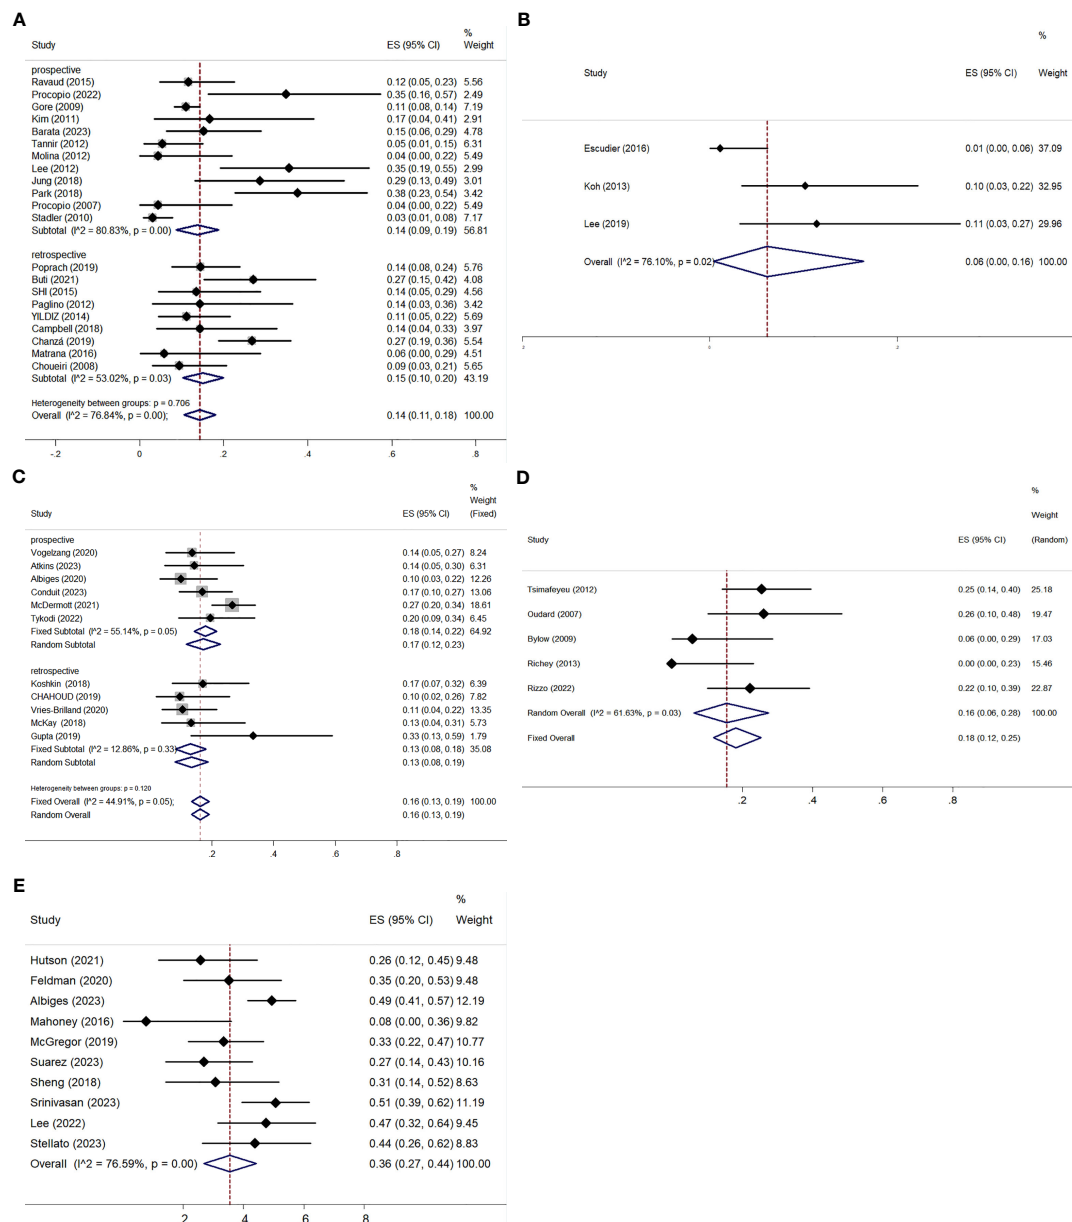 A
%
Study ES (95% CI) Weight
prospective
Ravaud (2015) 0.12 (0.05, 0.23) 5.56
Procopio (2022) 0.35 (0.16, 0.57) 2.49
Gore (2009) 0.11 (0.08, 0.14) 7.19
Kim (2011) 0.17 (0.04, 0.41) 2.91
Barata (2023) 0.15 (0.06, 0.29) 4.78
Tannir (2012) 0.05 (0.01, 0.15) 6.31
Molina (2012) 0.04 (0.00, 0.22) 5.49
Lee (2012) 0.35 (0.19, 0.55) 2.99
Jung (2018) 0.29 (0.13, 0.49) 3.01
Park (2018) 0.38 (0.23, 0.54) 3.42
Procopio (2007) 0.04 (0.00, 0.22) 5.49
Stadler (2010) 0.03 (0.01, 0.08) 7.17
Subtotal (I^2 = 80.83%, p = 0.00) 0.14 (0.09, 0.19) 56.81
retrospective
Poprach (2019) 0.14 (0.08, 0.24) 5.76
Buti (2021) 0.27 (0.15, 0.42) 4.08
SHI (2015) 0.14 (0.05, 0.29) 4.56
Paglino (2012) 0.14 (0.03, 0.36) 3.42
YILDIZ (2014) 0.11 (0.05, 0.22) 5.69
Campbell (2018) 0.14 (0.04, 0.33) 3.97
Chanzá (2019) 0.27 (0.19, 0.36) 5.54
Matrana (2016) 0.06 (0.00, 0.29) 4.51
Choueiri (2008) 0.09 (0.03, 0.21) 5.65
Subtotal (I^2 = 53.02%, p = 0.03) 0.15 (0.10, 0.20) 43.19
Heterogeneity between groups: p = 0.706
Overall (I^2 = 76.84%, p = 0.00); 0.14 (0.11, 0.18) 100.00
-.2 0 .2 .4 .6 .8
B
%
Study ES (95% CI) Weight
Escudier (2016) 0.01 (0.00, 0.06) 37.09
Koh (2013) 0.10 (0.03, 0.22) 32.95
Lee (2019) 0.11 (0.03, 0.27) 29.96
Overall (I^2 = 76.10%, p = 0.02) 0.06 (0.00, 0.16) 100.00
C
%
Weight
Study ES (95% CI) (Fixed)
prospective
Vogelzang (2020) 0.14 (0.05, 0.27) 8.24
Atkins (2023) 0.14 (0.05, 0.30) 6.31
Albiges (2020) 0.10 (0.03, 0.22) 12.26
Conduit (2023) 0.17 (0.10, 0.27) 13.06
McDermott (2021) 0.27 (0.20, 0.34) 18.61
Tykodi (2022) 0.20 (0.09, 0.34) 6.45
Fixed Subtotal (I^2 = 55.14%, p = 0.05) 0.18 (0.14, 0.22) 64.92
Random Subtotal 0.17 (0.12, 0.23)
retrospective
Koshkin (2018) 0.17 (0.07, 0.32) 6.39
CHAHOUD (2019) 0.10 (0.02, 0.26) 7.82
Vries-Brilland (2020) 0.11 (0.04, 0.22) 13.35
McKay (2018) 0.13 (0.04, 0.31) 5.73
Gupta (2019) 0.33 (0.13, 0.59) 1.79
Fixed Subtotal (I^2 = 12.86%, p = 0.33) 0.13 (0.08, 0.18) 35.08
Random Subtotal 0.13 (0.08, 0.19)
Heterogeneity between groups: p = 0.120
Fixed Overall (I^2 = 44.91%, p = 0.05); 0.16 (0.13, 0.19) 100.00
Random Overall 0.16 (0.13, 0.19)
.2 .4 .6 .8
D
%
Weight
Study ES (95% CI) (Random)
Tsimafeyeu (2012) 0.25 (0.14, 0.40) 25.18
Oudard (2007) 0.26 (0.10, 0.48) 19.47
Bylow (2009) 0.06 (0.00, 0.29) 17.03
Richey (2013) 0.00 (0.00, 0.23) 15.46
Rizzo (2022) 0.22 (0.10, 0.39) 22.87
Random Overall (I^2 = 61.63%, p = 0.03) 0.16 (0.06, 0.28) 100.00
Fixed Overall 0.18 (0.12, 0.25)
.2 .4 .6 .8
E
%
Study ES (95% CI) Weight
Hutson (2021) 0.26 (0.12, 0.45) 9.48
Feldman (2020) 0.35 (0.20, 0.53) 9.48
Albiges (2023) 0.49 (0.41, 0.57) 12.19
Mahoney (2016) 0.08 (0.00, 0.36) 9.82
McGregor (2019) 0.33 (0.22, 0.47) 10.77
Suarez (2023) 0.27 (0.14, 0.43) 10.16
Sheng (2018) 0.31 (0.14, 0.52) 8.63
Srinivasan (2023) 0.51 (0.39, 0.62) 11.19
Lee (2022) 0.47 (0.32, 0.64) 9.45
Stellato (2023) 0.44 (0.26, 0.62) 8.83
Overall (I^2 = 76.59%, p = 0.00) 0.36 (0.27, 0.44) 100.00
.2 .4 .6 .8